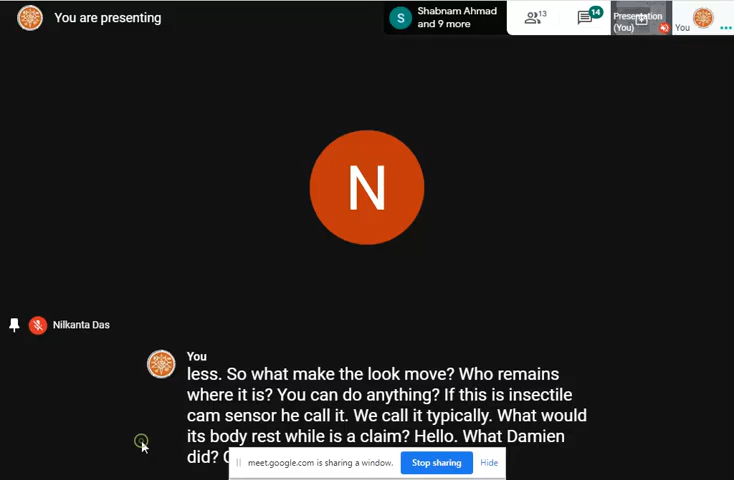 You are presenting
S
Shabnam Ahmad
and 9 more
13
14
Presentation
(You)
You
N
Nilkanta Das
You
less. So what make the look move? Who remains
where it is? You can do anything? If this is insectile
cam sensor he call it. We call it typically. What would
its body rest while is a claim? Hello. What Damien
did?
meet.google.com is sharing a window.
Stop sharing
Hide